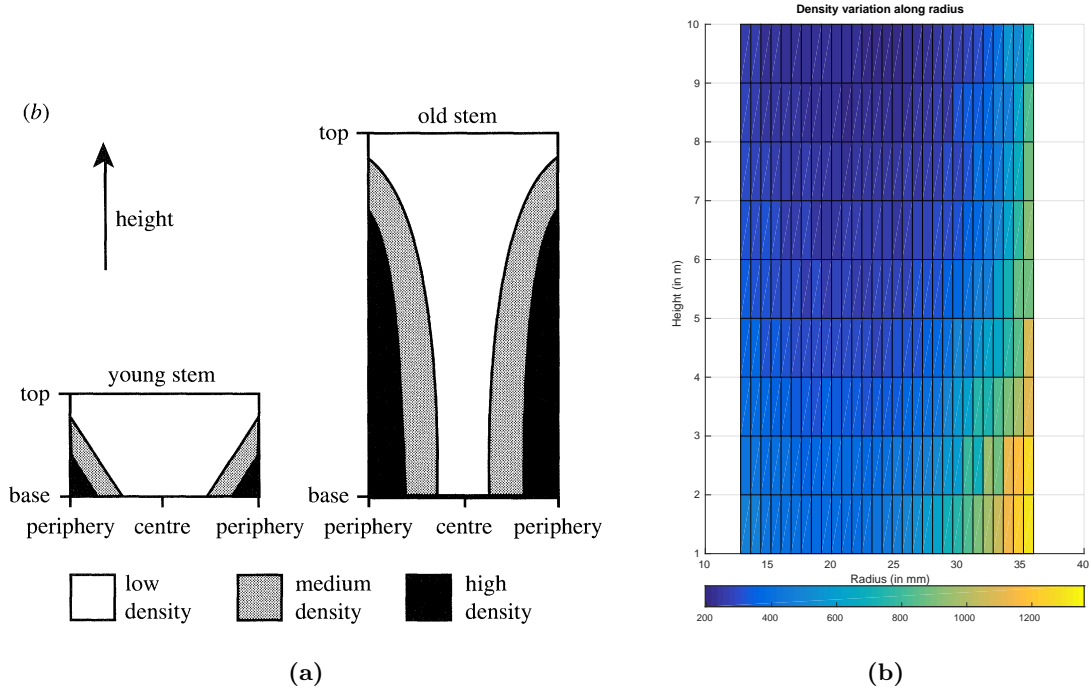 (b)
height
top
young stem
base
periphery centre periphery
top
old stem
base
periphery centre periphery
low
density
medium
density
high
density
(a)
Density variation along radius
Height (in m)
10
9
8
7
6
5
4
3
2
1
10 15 20 25 30 35 40
Radius (in mm)
200 400 600 800 1000 1200
(b)